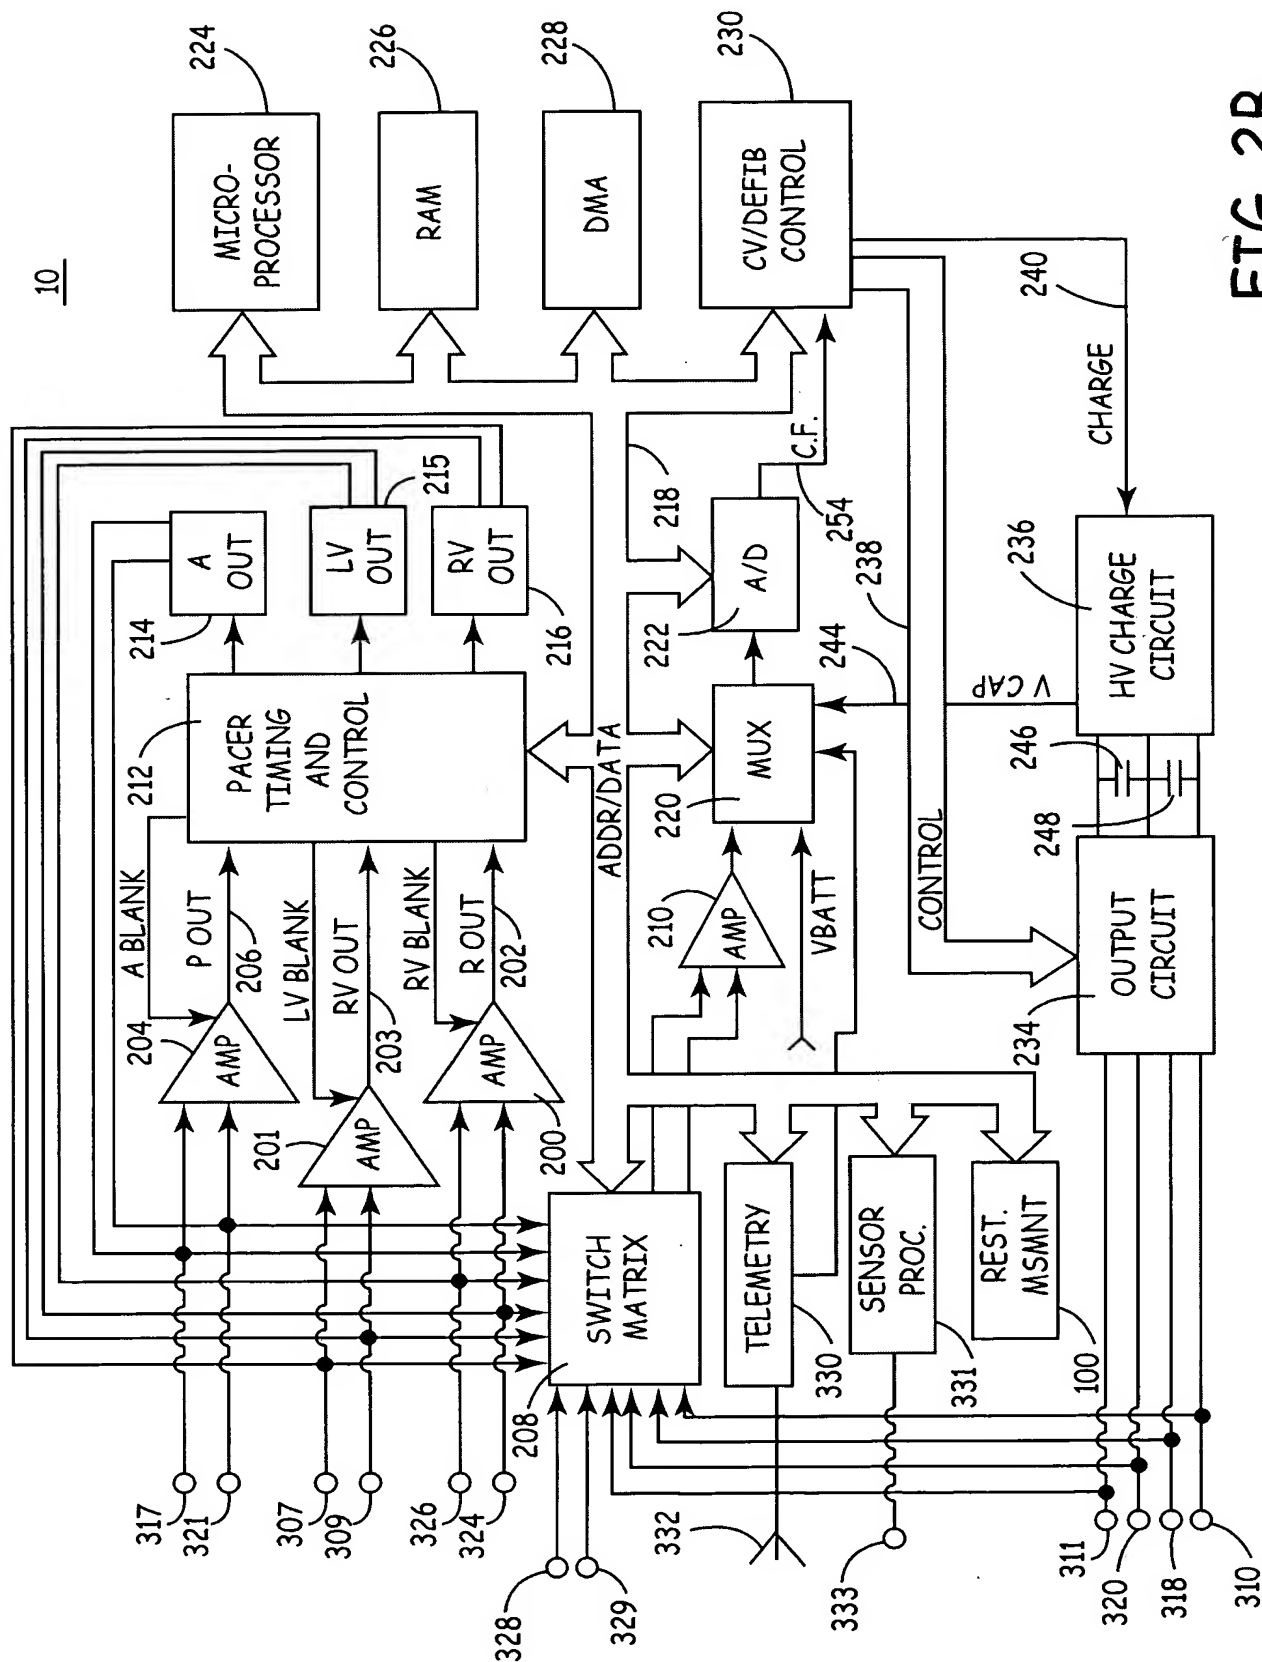 10
224
226
228
230
MICRO-
PROCESSOR
RAM
DMA
CV/DEFIB
CONTROL
A
OUT
214
LV
OUT
215
RV
OUT
216
212
PACER
TIMING
AND
CONTROL
A BLANK
P OUT
206
LV BLANK
RV OUT
203
RV BLANK
R OUT
202
204
AMP
201
AMP
AMP
200
218
ADDR/DATA
A/D
222
C.F.
254
238
244
MUX
220
210
AMP
VBATT
CONTROL
V CAP
CHARGE
240
236
HV CHARGE
CIRCUIT
246
248
OUTPUT
CIRCUIT
234
SWITCH
MATRIX
208
TELEMETRY
330
SENSOR
PROC.
331
REST.
MSMNT
100
317
321
307
309
326
324
328
329
332
333
311
320
318
310
FIG. 2B